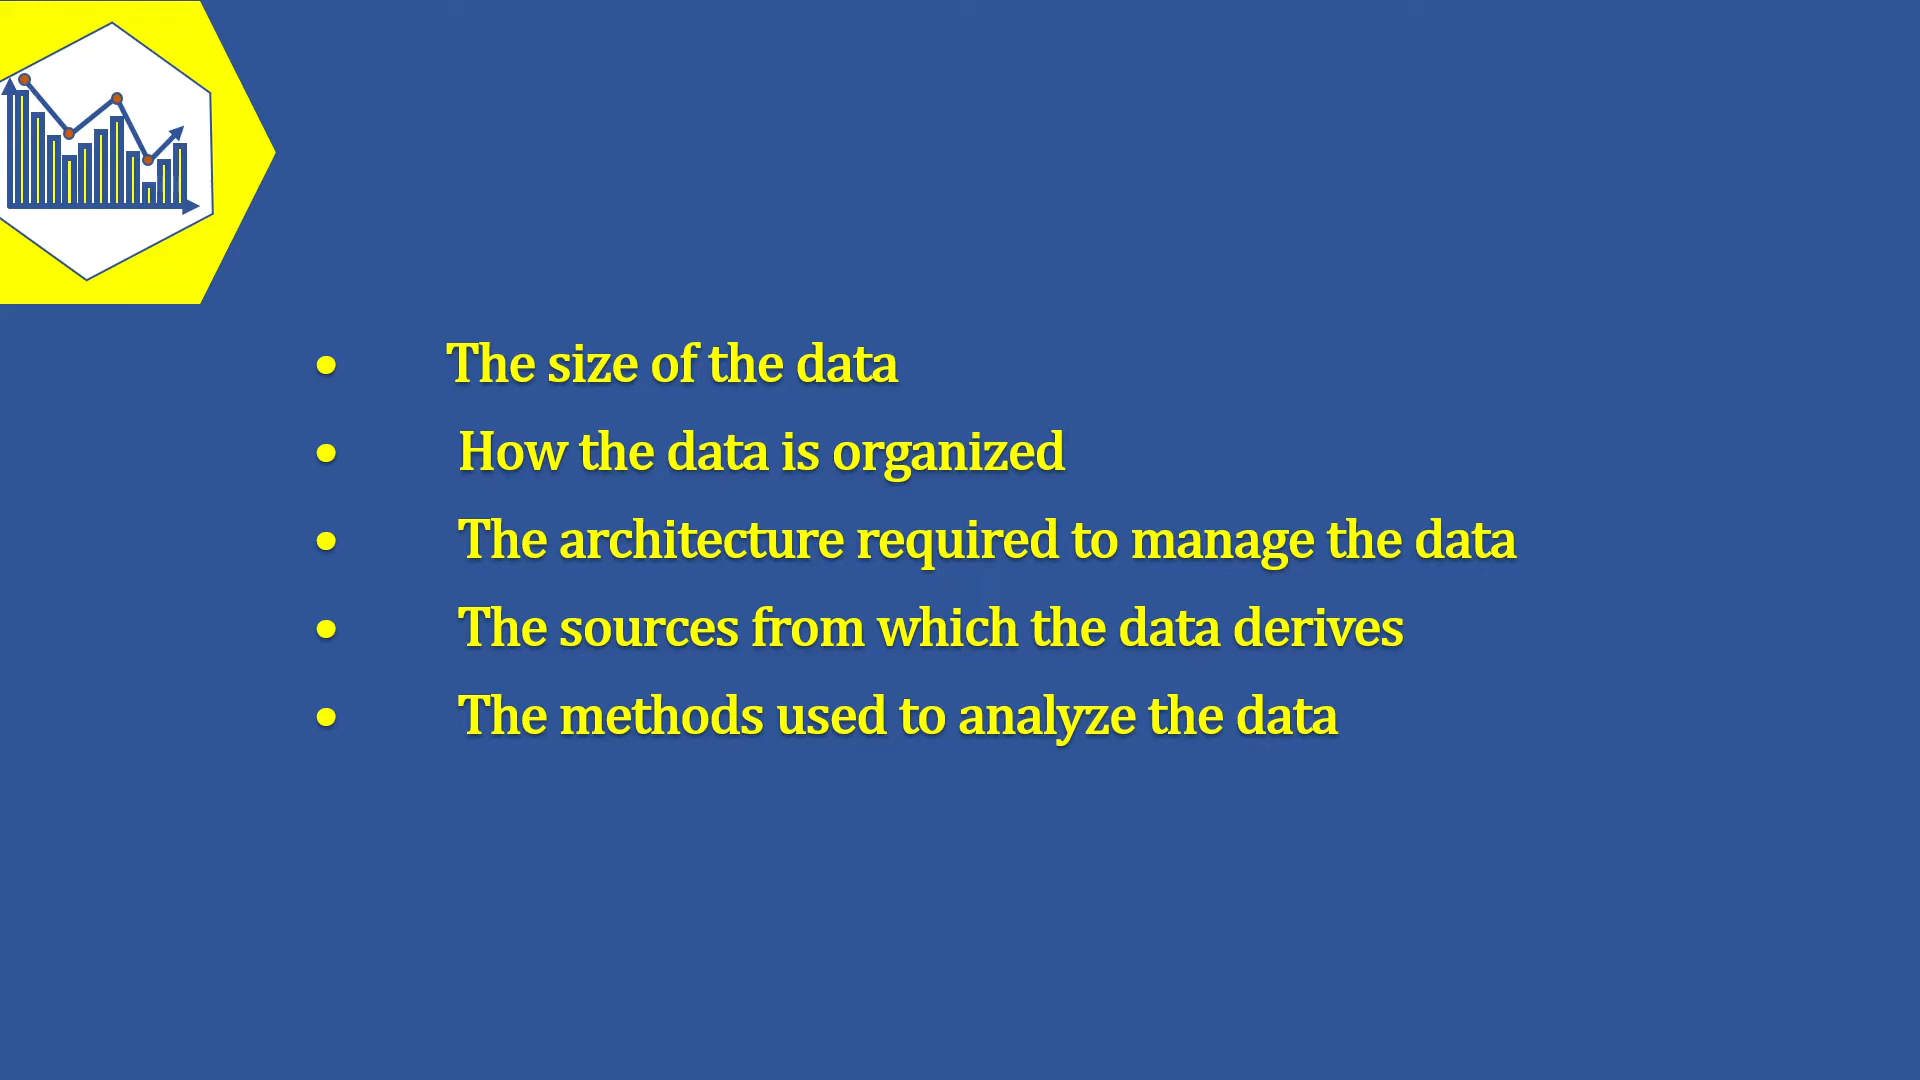 • The size of the data
• How the data is organized
• The architecture required to manage the data
• The sources from which the data derives
• The methods used to analyze the data